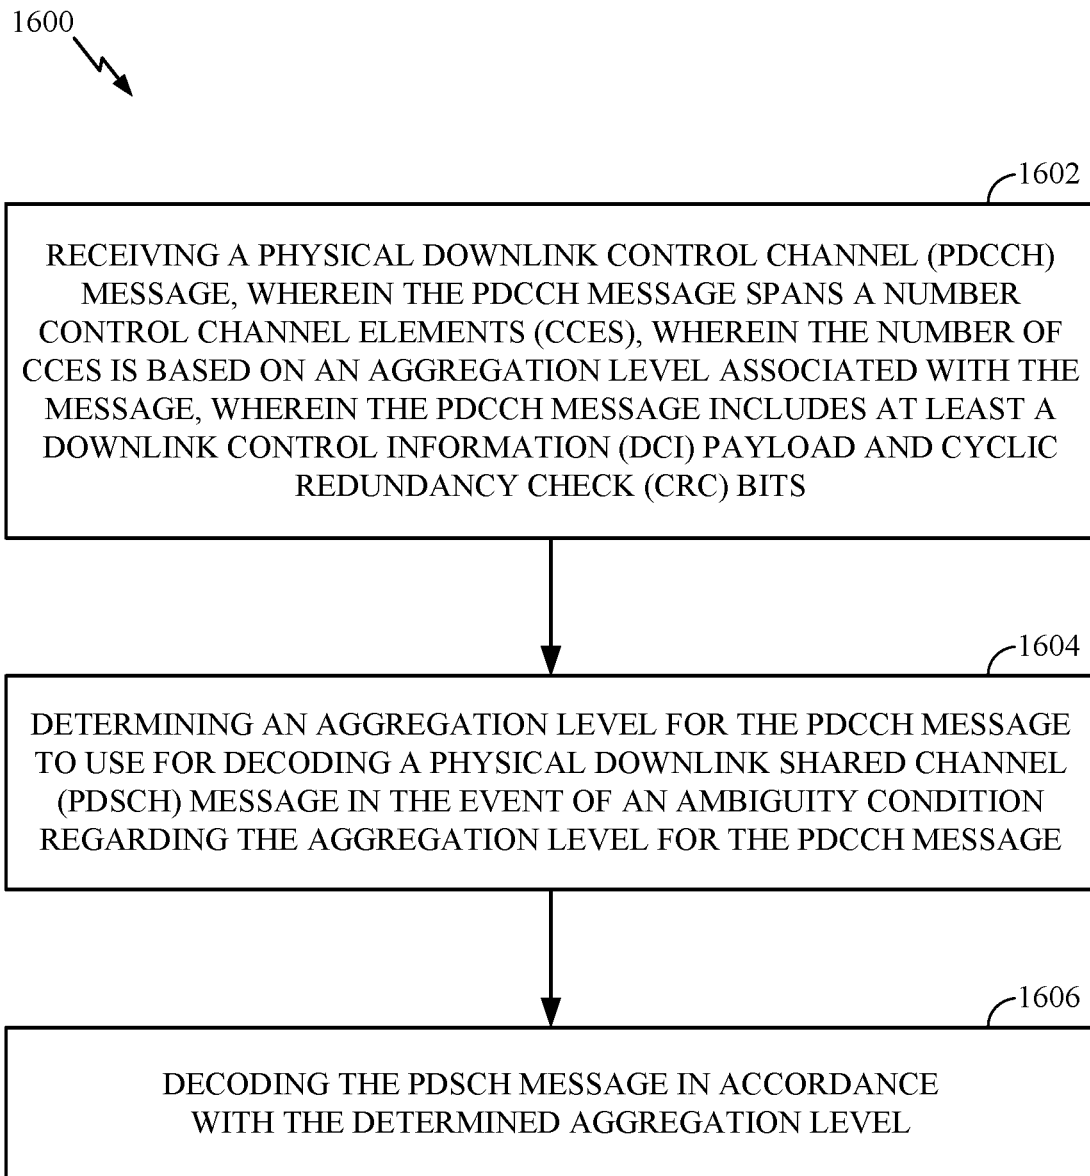 1600
1602
RECEIVING A PHYSICAL DOWNLINK CONTROL CHANNEL (PDCCH)
MESSAGE, WHEREIN THE PDCCH MESSAGE SPANS A NUMBER
CONTROL CHANNEL ELEMENTS (CCES), WHEREIN THE NUMBER OF
CCES IS BASED ON AN AGGREGATION LEVEL ASSOCIATED WITH THE
MESSAGE, WHEREIN THE PDCCH MESSAGE INCLUDES AT LEAST A
DOWNLINK CONTROL INFORMATION (DCI) PAYLOAD AND CYCLIC
REDUNDANCY CHECK (CRC) BITS
1604
DETERMINING AN AGGREGATION LEVEL FOR THE PDCCH MESSAGE
TO USE FOR DECODING A PHYSICAL DOWNLINK SHARED CHANNEL
(PDSCH) MESSAGE IN THE EVENT OF AN AMBIGUITY CONDITION
REGARDING THE AGGREGATION LEVEL FOR THE PDCCH MESSAGE
1606
DECODING THE PDSCH MESSAGE IN ACCORDANCE
WITH THE DETERMINED AGGREGATION LEVEL